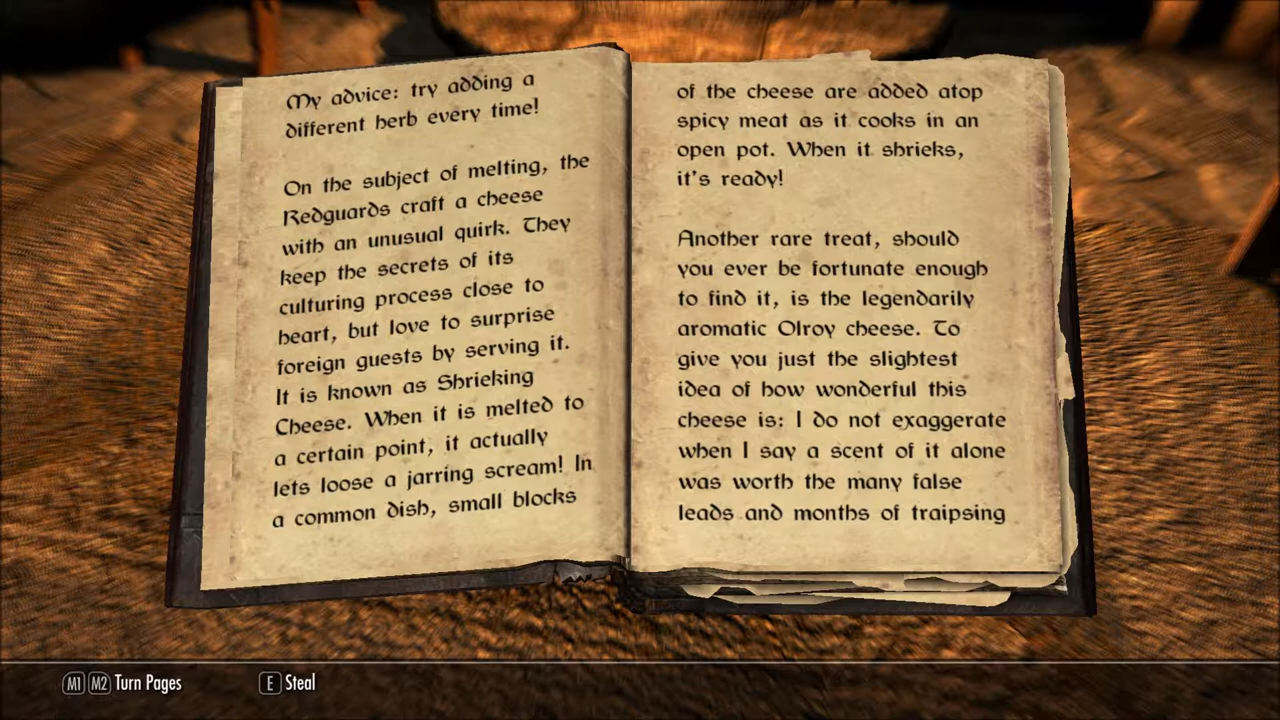 My advice: try adding a
different herb every time!
On the subject of melting, the
Redguards craft a cheese
with an unusual quirk. They
keep the secrets of its
culturing process close to
heart, but love to surprise
foreign guests by serving it.
It is known as Shrieking
Cheese. When it is melted to
a certain point, it actually
lets loose a jarring scream! In
a common dish, small blocks
of the cheese are added atop
spicy meat as it cooks in an
open pot. When it shrieks,
it's ready!
Another rare treat, should
you ever be fortunate enough
to find it, is the legendarily
aromatic Olroy cheese. To
give you just the slightest
idea of how wonderful this
cheese is: I do not exaggerate
when I say a scent of it alone
was worth the many false
leads and months of traipsing
M1 M2 Turn Pages
E Steal